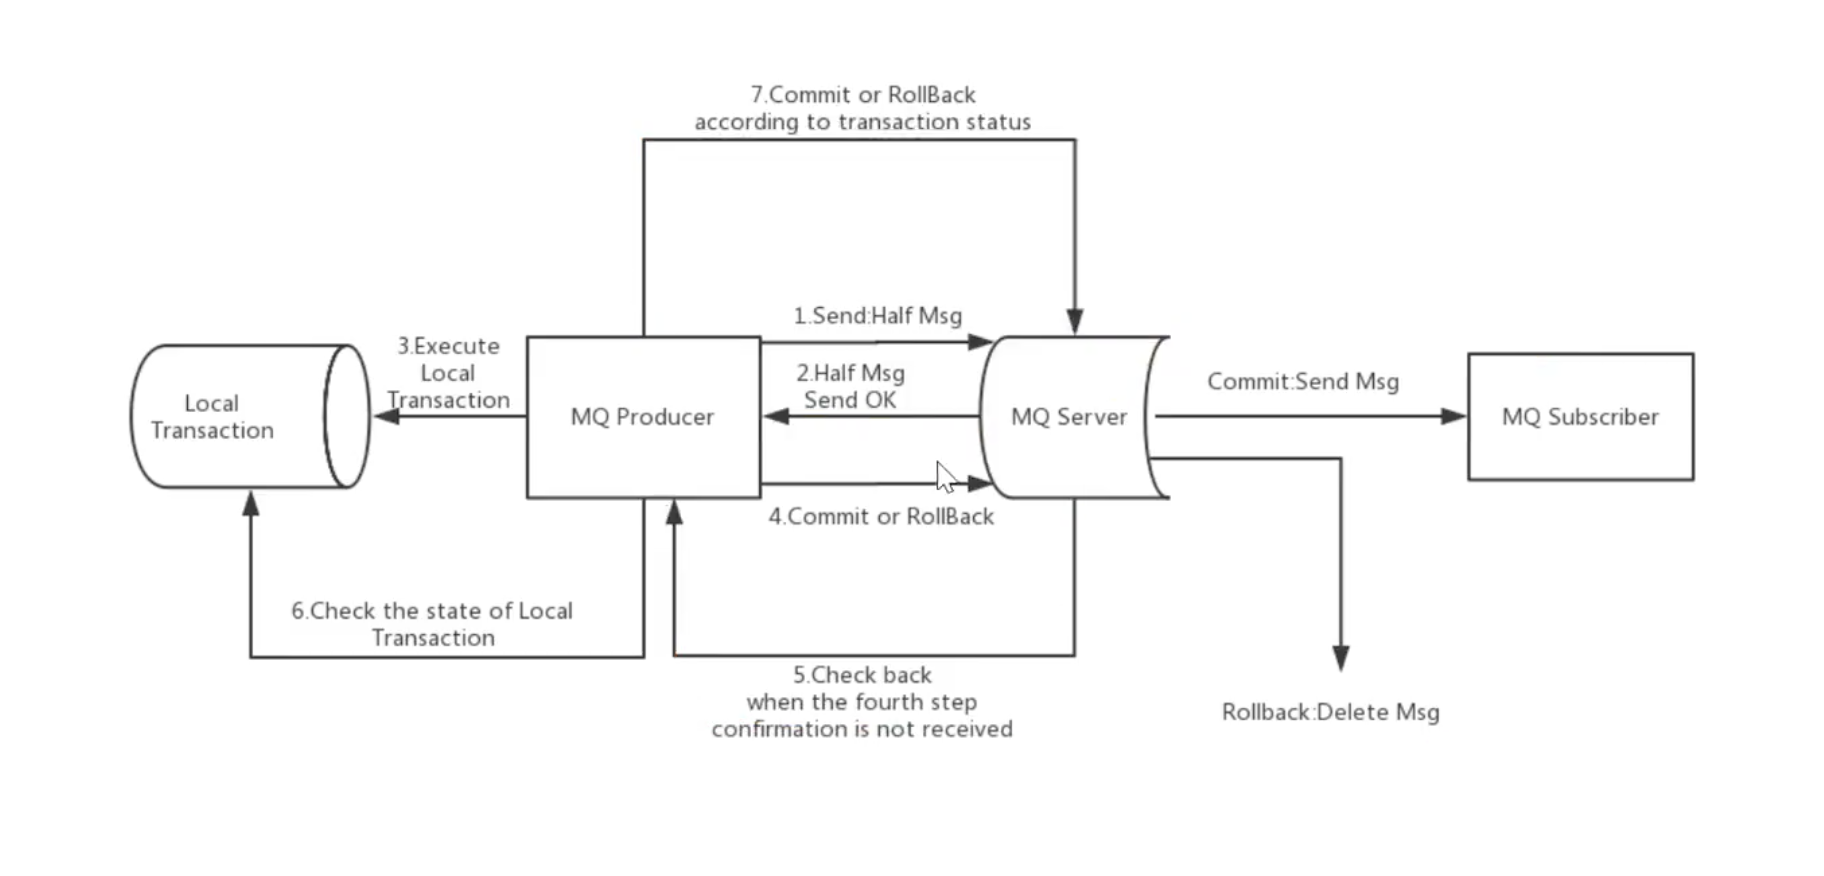 7.Commit or RollBack
according to transaction status
1.Send:Half Msg
3.Execute
Local
Transaction
2.Half Msg
Send OK
Commit:Send Msg
Local
Transaction
MQ Producer
MQ Server
MQ Subscriber
4.Commit or RollBack
6.Check the state of Local
Transaction
5.Check back
when the fourth step
confirmation is not received
Rollback:Delete Msg